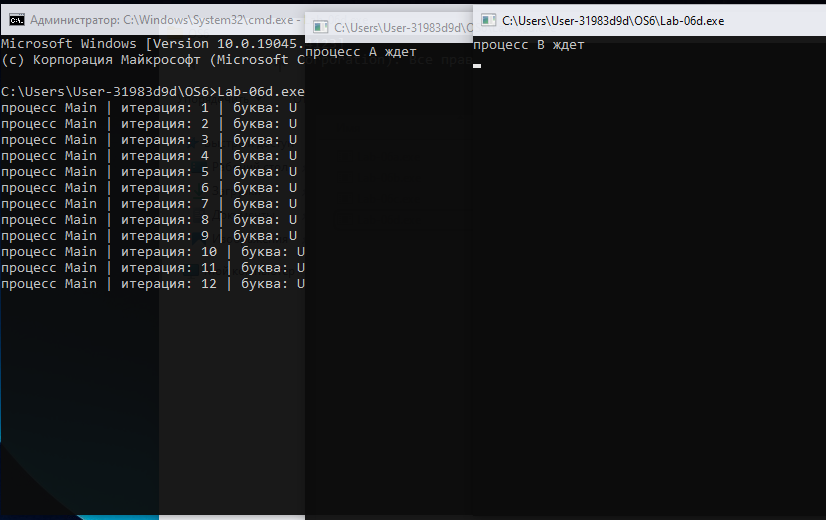 Администратор: C:\Windows\System32\cmd.exe -
Microsoft Windows [Version 10.0.19045.
(c) Корпорация Майкрософт (Microsoft Corporation). Все пра
C:\Users\User-31983d9d\OS6>Lab-06d.exe
процесс Main | итерация: 1 | буква: U
процесс Main | итерация: 2 | буква: U
процесс Main | итерация: 3 | буква: U
процесс Main | итерация: 4 | буква: U
процесс Main | итерация: 5 | буква: U
процесс Main | итерация: 6 | буква: U
процесс Main | итерация: 7 | буква: U
процесс Main | итерация: 8 | буква: U
процесс Main | итерация: 9 | буква: U
процесс Main | итерация: 10 | буква: U
процесс Main | итерация: 11 | буква: U
процесс Main | итерация: 12 | буква: U
C:\Users\User-31983d9d\O
процесс A ждет
C:\Users\User-31983d9d\OS6\Lab-06d.exe
процесс B ждет